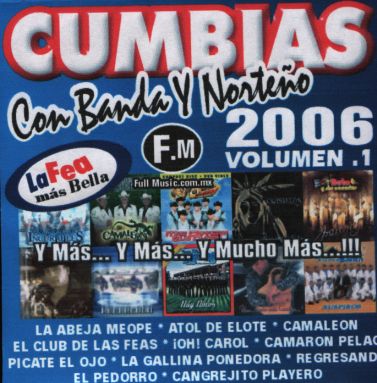 CUMBIAS
Con Banda Y Norteño
F.M
2006
VOLUMEN .1
La Fea
más Bella
Full Music.com.mx
Y Más... Y Más... Y Mucho Más...!!!
LA ABEJA MEOPE * ATOL DE ELOTE * CAMALEON
EL CLUB DE LAS FEAS * ¡OH! CAROL * CAMARON PELAO
PICATE EL OJO * LA GALLINA PONEDORA * REGRESAND
EL PEDORRO * CANGREJITO PLAYERO